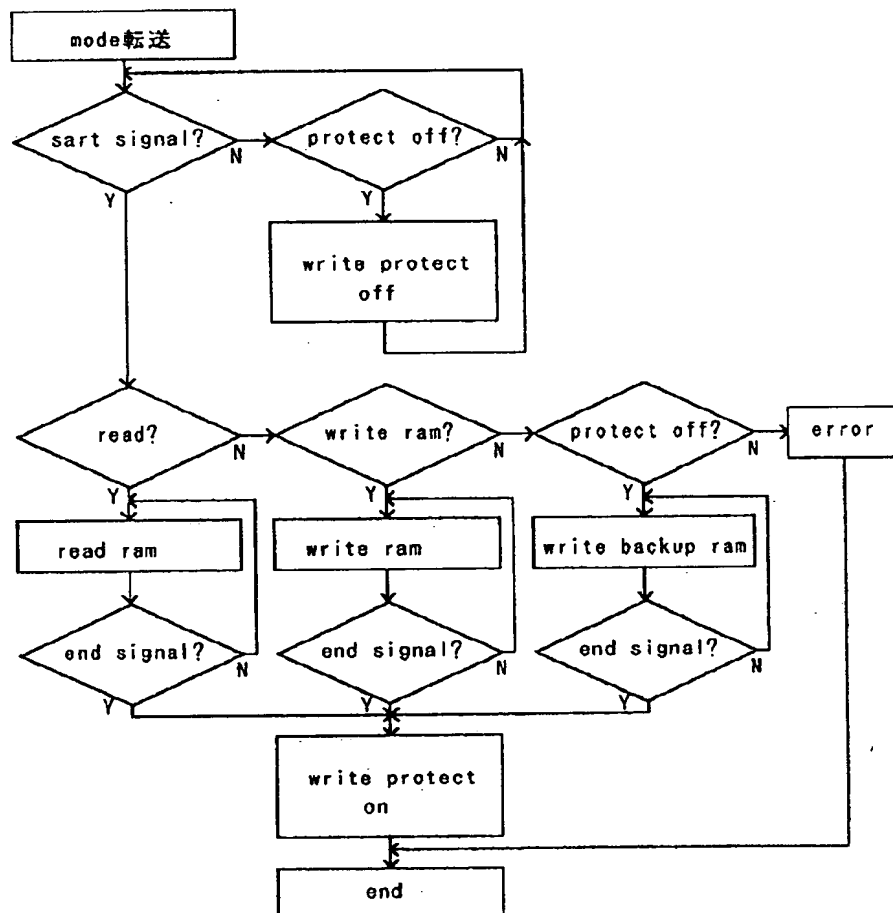 mode転送
sart signal?
N
protect off?
N
Y
Y
write protect
off
read?
N
write ram?
N
protect off?
N
error
Y
Y
Y
read ram
write ram
write backup ram
end signal?
N
end signal?
N
end signal?
N
Y
Y
Y
write protect
on
end